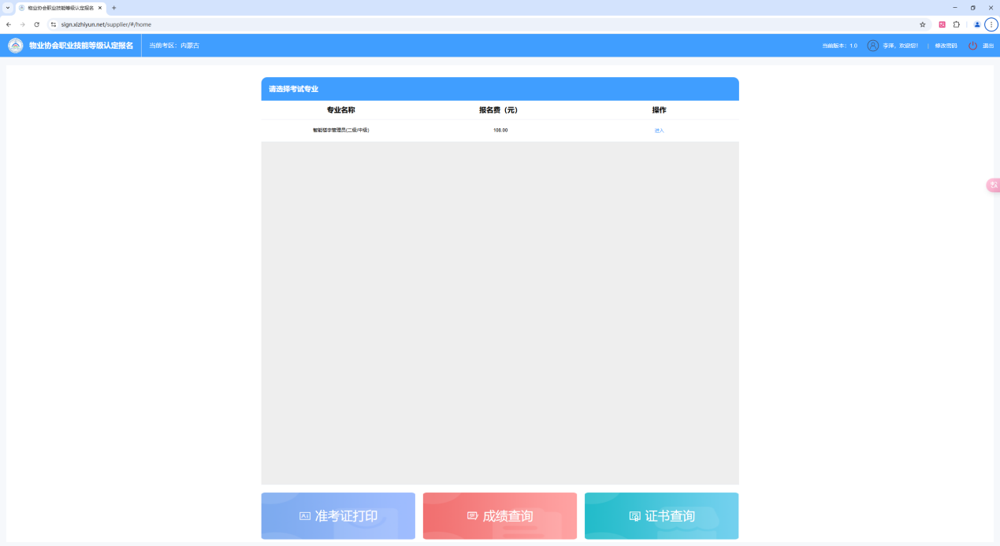 物业协会职业技能等级认定报名
sign.xizhiyun.net/supplier/#/home
物业协会职业技能等级认定报名 当前考区：内蒙古 当前版本：1.0 李泽，欢迎您！ | 修改密码 退出
请选择考试专业
专业名称 报名费（元） 操作
智能楼宇管理员(二级/中级) 108.00 进入
准考证打印 成绩查询 证书查询